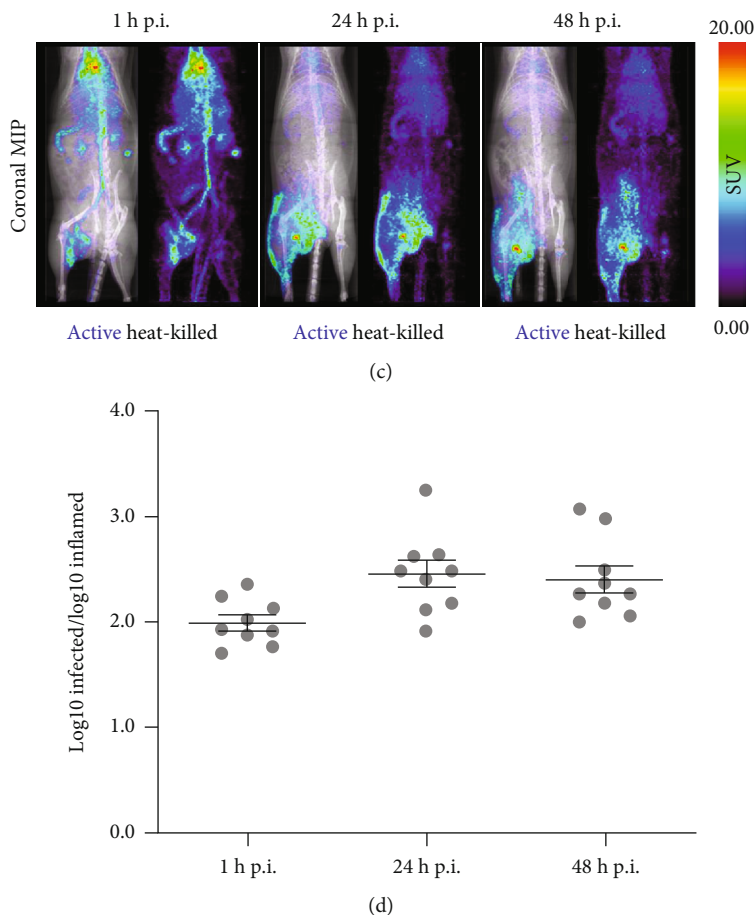 1 h p.i. 24 h p.i. 48 h p.i.
20.00
Coronal MIP
SUV
0.00
Active heat-killed Active heat-killed Active heat-killed
(c)
4.0
3.0
2.0
1.0
0.0
Log10 infected/log10 inflamed
1 h p.i. 24 h p.i. 48 h p.i.
(d)